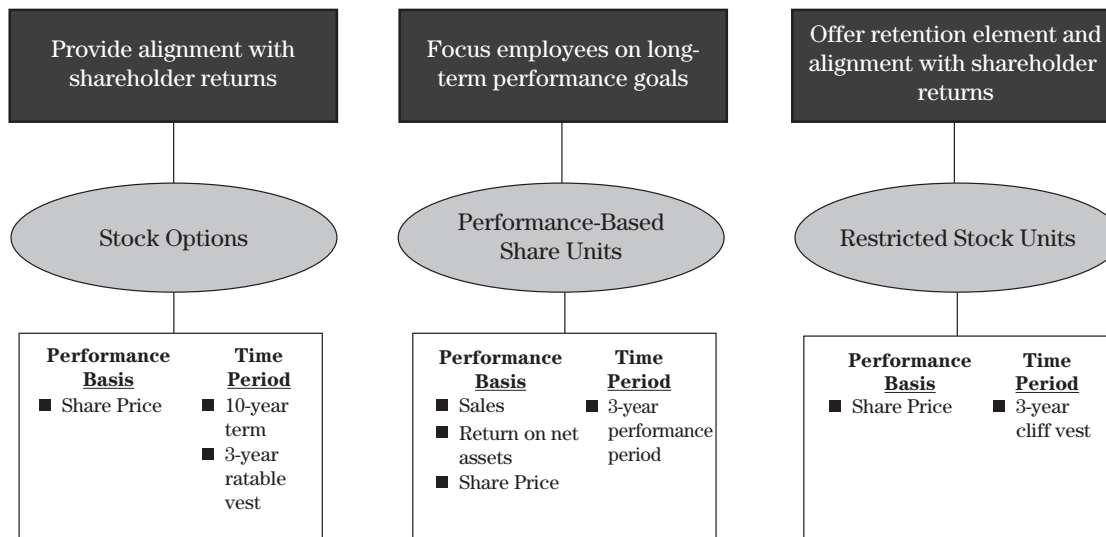 Provide alignment with
shareholder returns
Focus employees on long-
term performance goals
Offer retention element and
alignment with shareholder
returns
Stock Options
Performance-Based
Share Units
Restricted Stock Units
Performance
Basis
■ Share Price
Time
Period
■ 10-year
term
■ 3-year
ratable
vest
Performance
Basis
■ Sales
■ Return on net
assets
■ Share Price
Time
Period
■ 3-year
performance
period
Performance
Basis
■ Share Price
Time
Period
■ 3-year
cliff vest